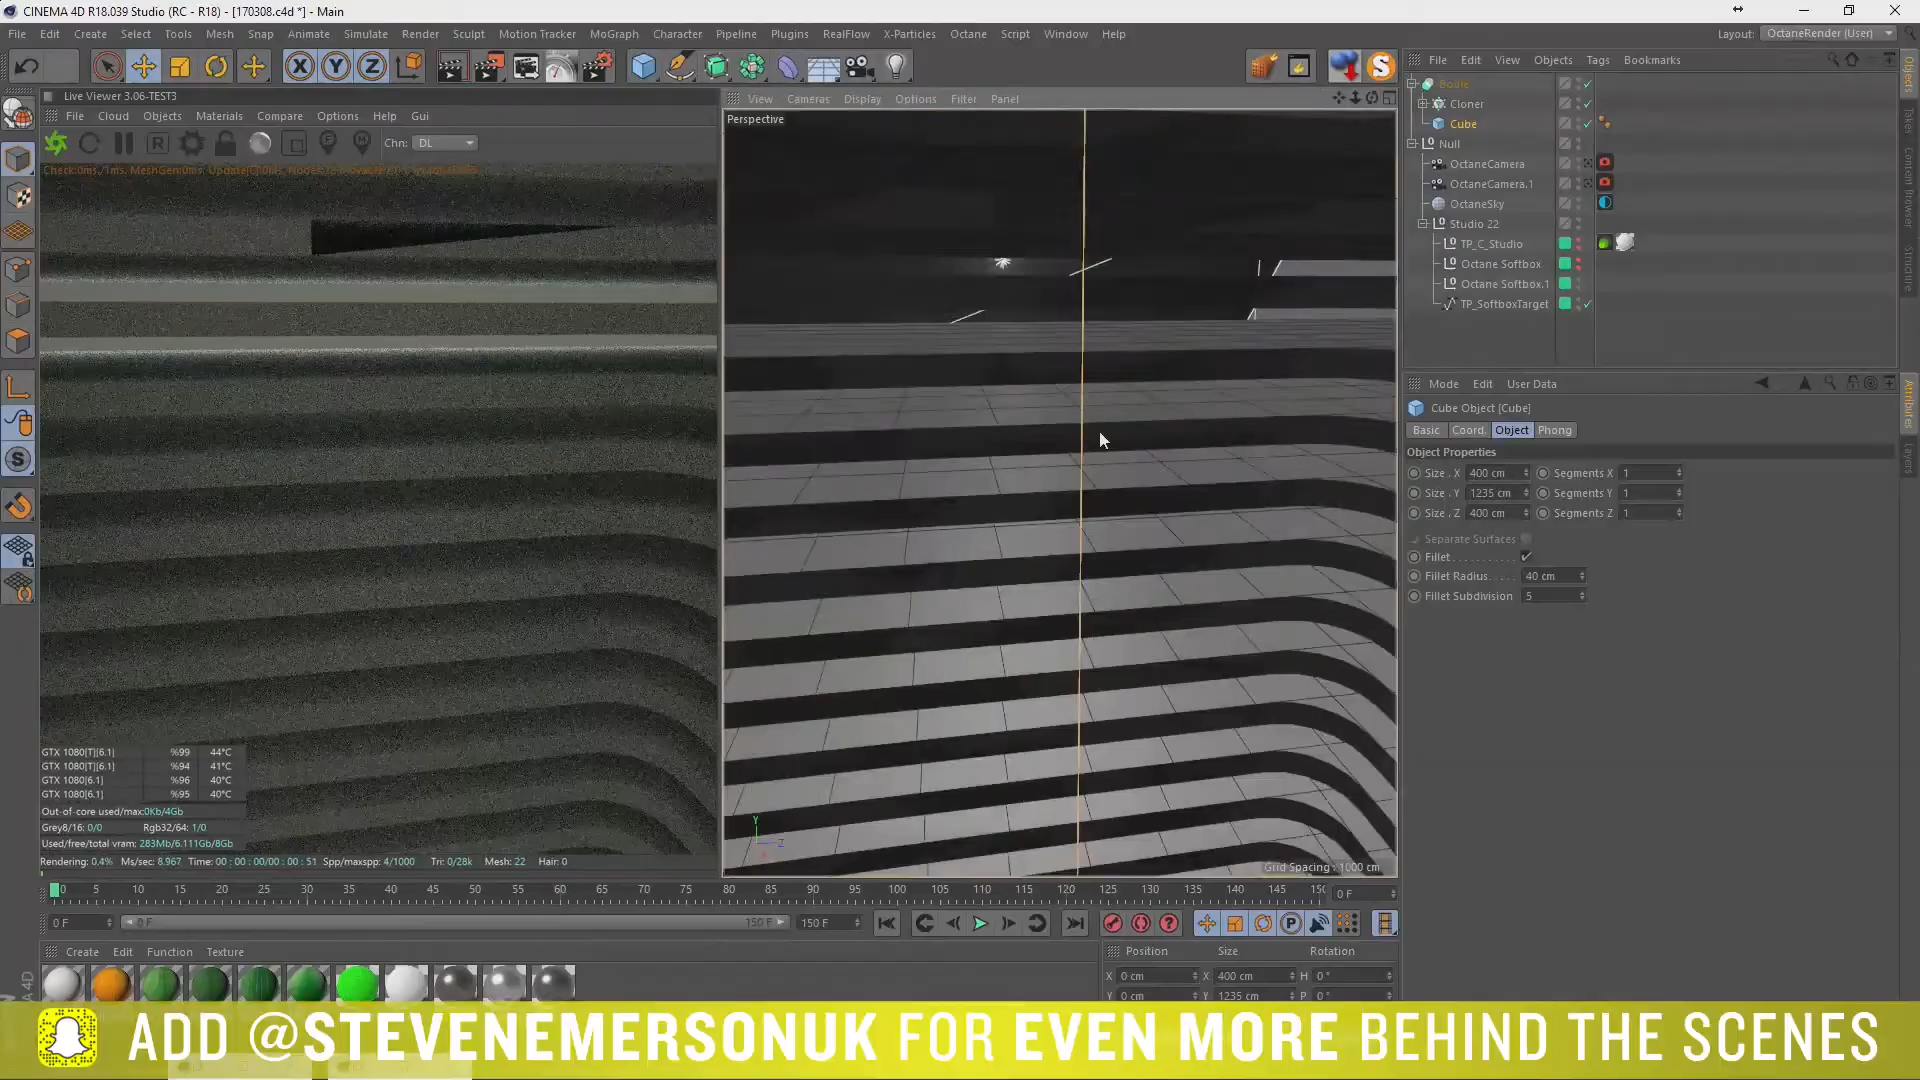 CINEMA 4D R18.039 Studio (RC - R18) - [170308.c4d *] - Main
File Edit Create Select Tools Mesh Snap Animate Simulate Render Sculpt Motion Tracker MoGraph Character Pipeline Plugins RealFlow X-Particles Octane Script Window Help
Layout: OctaneRender (User)
Live Viewer 3.06-TEST3
File Cloud Objects Materials Compare Options Help Gui
Chn: DL
View Cameras Display Options Filter Panel
Perspective
Grid Spacing : 1000 cm
GTX 1080[T][6.1] %99 44°C
GTX 1080[T][6.1] %94 41°C
GTX 1080[6.1] %96 40°C
GTX 1080[6.1] %95 40°C
Out-of-core used/max:0Kb/4Gb
Grey8/16: 0/0 Rgb32/64: 1/0
Used/free/total vram: 283Mb/6.111Gb/8Gb
Rendering: 0.4% Ms/sec: 8.967 Time: 00 : 00 : 00/00 : 00 : 51 Spp/maxspp: 4/1000 Tri: 0/28k Mesh: 22 Hair: 0
0 5 10 15 20 25 30 35 40 45 50 55 60 65 70 75 80 85 90 95 100 105 110 115 120 125 130 135 140 145 150
0 F
0 F 0 F 150 F 150 F
Create Edit Function Texture
Position Size Rotation
X 0 cm X 400 cm H 0 °
Y 0 cm Y 1235 cm P 0 °
File Edit View Objects Tags Bookmarks
Boole
Cloner
Cube
Null
OctaneCamera
OctaneCamera.1
OctaneSky
Studio 22
TP_C_Studio
Octane Softbox
Octane Softbox.1
TP_SoftboxTarget
Mode Edit User Data
Cube Object [Cube]
Basic Coord. Object Phong
Object Properties
Size . X 400 cm Segments X 1
Size . Y 1235 cm Segments Y 1
Size . Z 400 cm Segments Z 1
Separate Surfaces
Fillet
Fillet Radius 40 cm
Fillet Subdivision 5
Objects
Takes
Content Browser
Structure
Attributes
Layers
ADD @STEVENEMERSONUK FOR EVEN MORE BEHIND THE SCENES